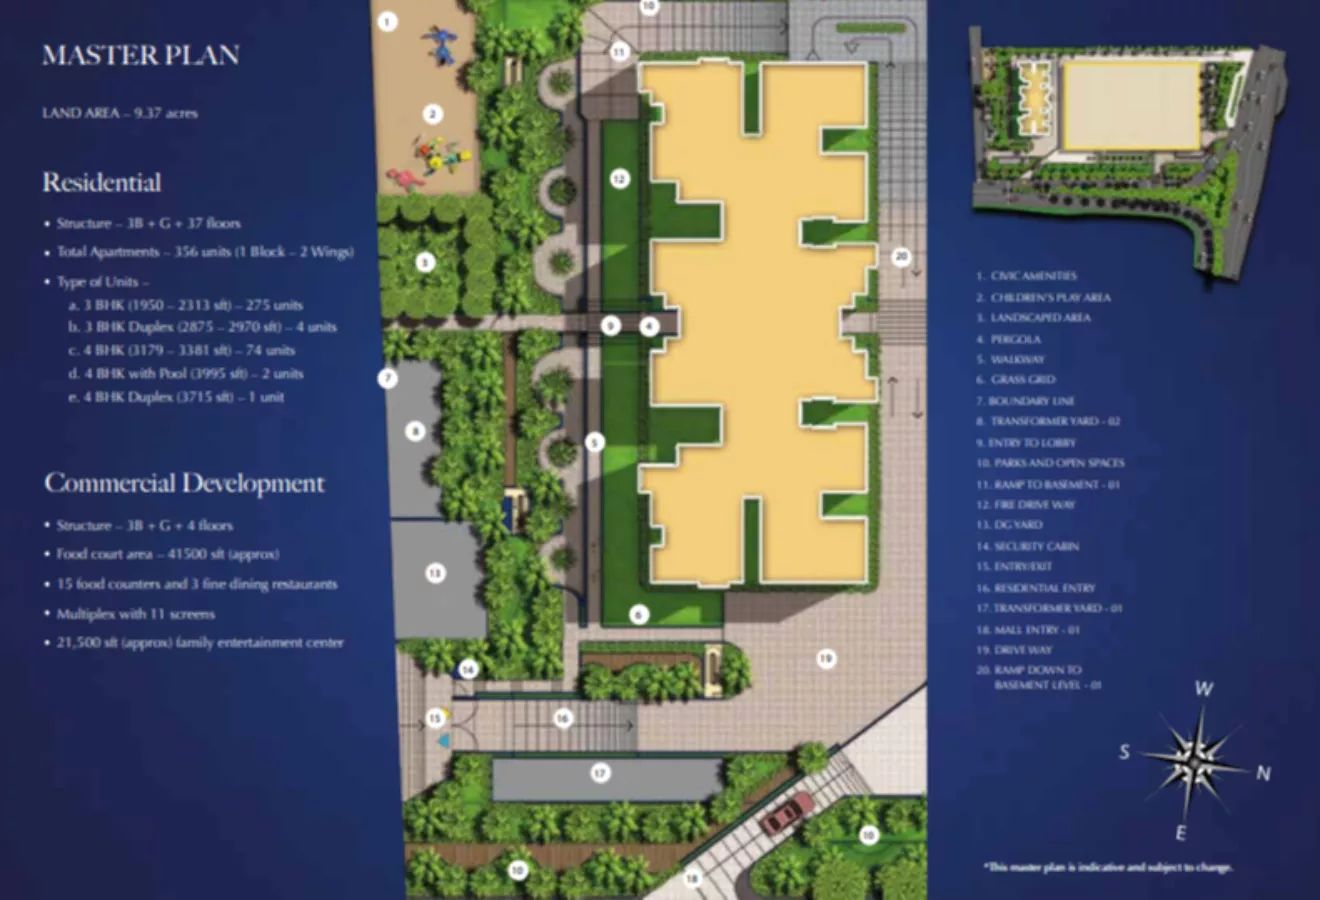 MASTER PLAN
LAND AREA – 9.37 acres
Residential
• Structure – 3B + G + 37 floors
• Total Apartments – 356 units (1 Block – 2 Wings)
• Type of Units –
a. 3 BHK (1950 – 2313 sft) – 275 units
b. 3 BHK Duplex (2875 – 2970 sft) – 4 units
c. 4 BHK (3179 – 3381 sft) – 74 units
d. 4 BHK with Pool (3995 sft) – 2 units
e. 4 BHK Duplex (3715 sft) – 1 unit
Commercial Development
• Structure – 3B + G + 4 floors
• Food court area – 41500 sft (approx)
• 15 food counters and 3 fine dining restaurants
• Multiplex with 11 screens
• 21,500 sft (approx) family entertainment center
10
1
11
2
12
20
3
9
4
7
8
5
13
6
19
14
15
16
17
10
10
18
1. CIVIC AMENITIES
2. CHILDREN'S PLAY AREA
3. LANDSCAPED AREA
4. PERGOLA
5. WALKWAY
6. GRASS GRID
7. BOUNDARY LINE
8. TRANSFORMER YARD - 02
9. ENTRY TO LOBBY
10. PARKS AND OPEN SPACES
11. RAMP TO BASEMENT - 01
12. FIRE DRIVE WAY
13. DG YARD
14. SECURITY CABIN
15. ENTRY/EXIT
16. RESIDENTIAL ENTRY
17. TRANSFORMER YARD - 01
18. MALL ENTRY - 01
19. DRIVE WAY
20. RAMP DOWN TO
BASEMENT LEVEL - 01
W
S
N
E
*This master plan is indicative and subject to change.